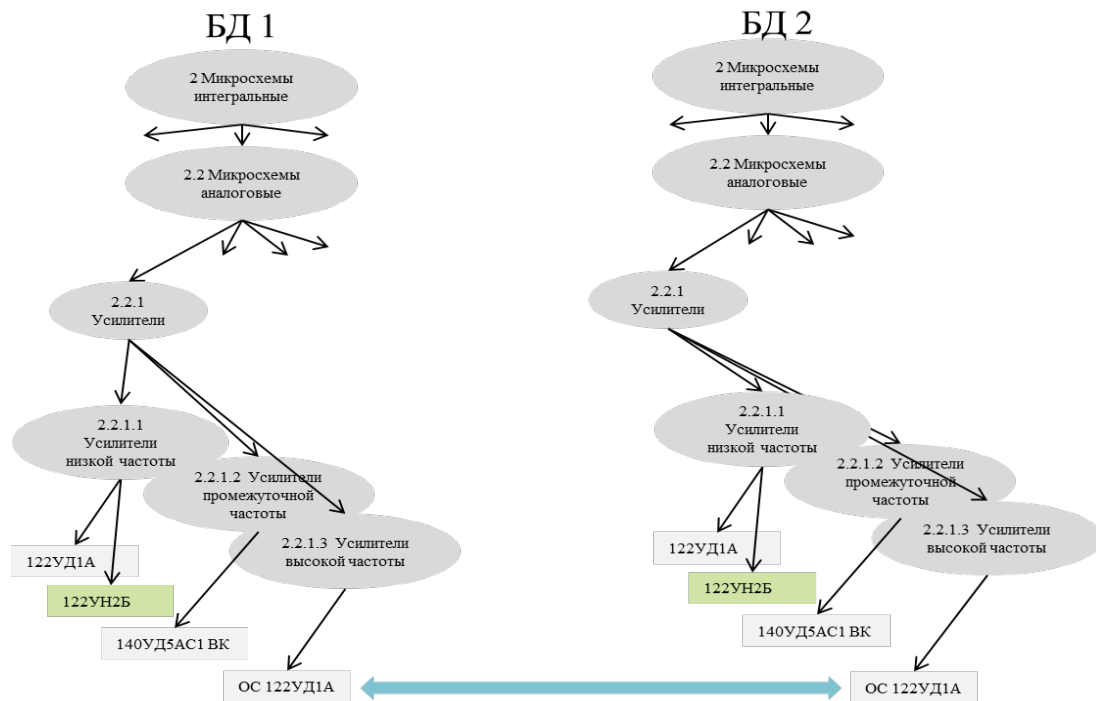 БД 1
2 Микросхемы
интегральные
2.2 Микросхемы
аналоговые
2.2.1
Усилители
2.2.1.1
Усилители
низкой частоты
2.2.1.2 Усилители
промежуточной
частоты
2.2.1.3 Усилители
высокой частоты
122УД1А
122УН2Б
140УД5АС1 ВК
ОС 122УД1А
БД 2
2 Микросхемы
интегральные
2.2 Микросхемы
аналоговые
2.2.1
Усилители
2.2.1.1
Усилители
низкой частоты
2.2.1.2 Усилители
промежуточной
частоты
2.2.1.3 Усилители
высокой частоты
122УД1А
122УН2Б
140УД5АС1 ВК
ОС 122УД1А